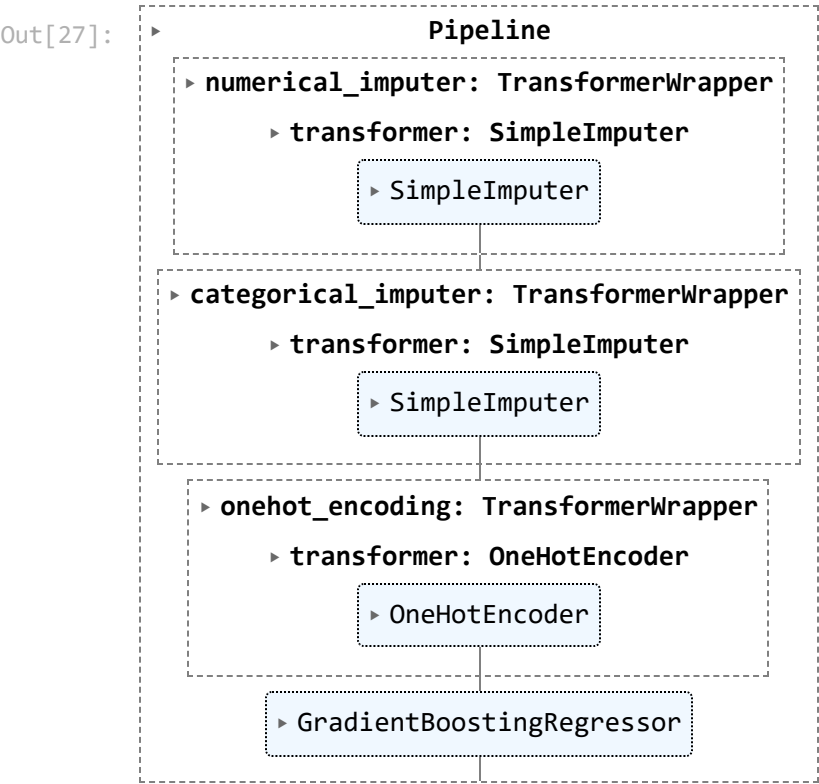 Out[27]:
Pipeline
numerical_imputer: TransformerWrapper
transformer: SimpleImputer
SimpleImputer
categorical_imputer: TransformerWrapper
transformer: SimpleImputer
SimpleImputer
onehot_encoding: TransformerWrapper
transformer: OneHotEncoder
OneHotEncoder
GradientBoostingRegressor